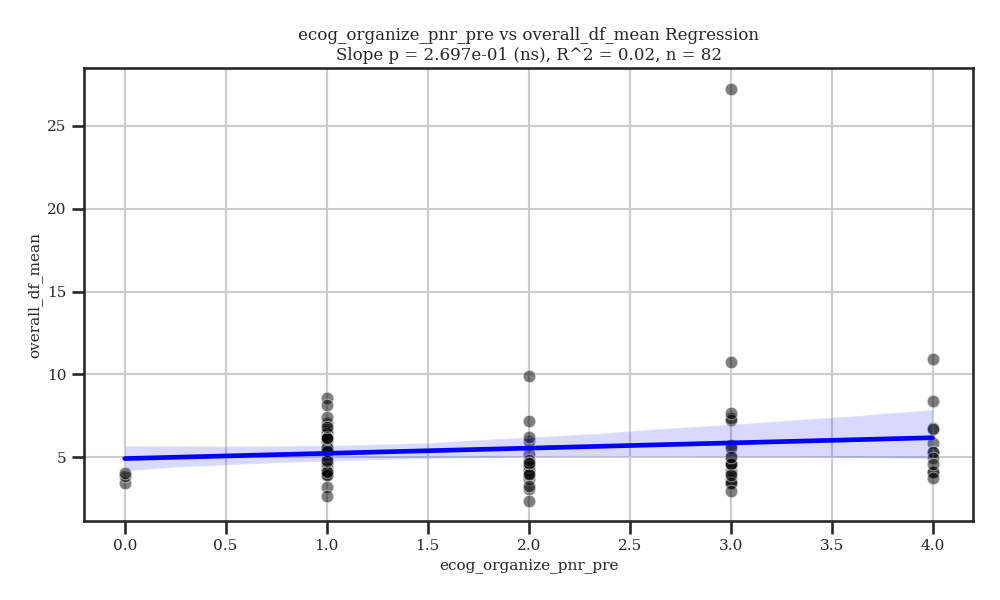 ecog_organize_pnr_pre vs overall_df_mean Regression
Slope p = 2.697e-01 (ns), R^2 = 0.02, n = 82
overall_df_mean
25
20
15
10
5
0.0 0.5 1.0 1.5 2.0 2.5 3.0 3.5 4.0
ecog_organize_pnr_pre